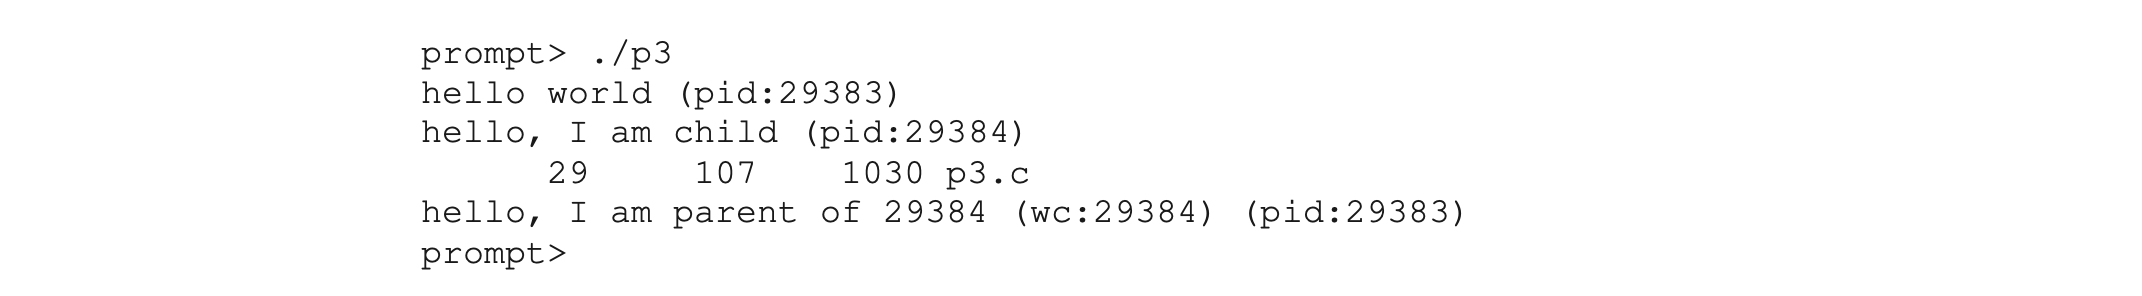 prompt> ./p3
hello world (pid:29383)
hello, I am child (pid:29384)
      29     107    1030 p3.c
hello, I am parent of 29384 (wc:29384) (pid:29383)
prompt>